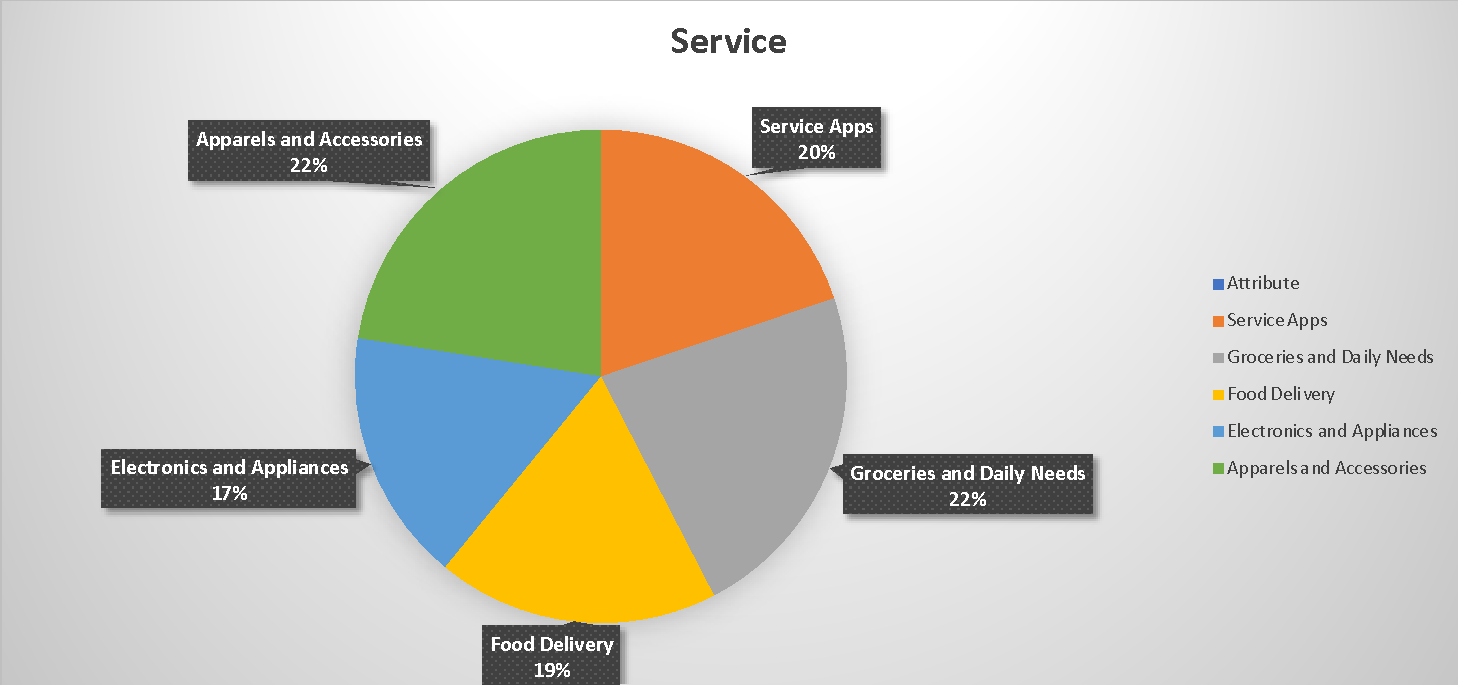 Service
Apparels and Accessories
22%
Service Apps
20%
Electronics and Appliances
17%
Groceries and Daily Needs
22%
Food Delivery
19%
Attribute
Service Apps
Groceries and Daily Needs
Food Delivery
Electronics and Appliances
Apparels and Accessories